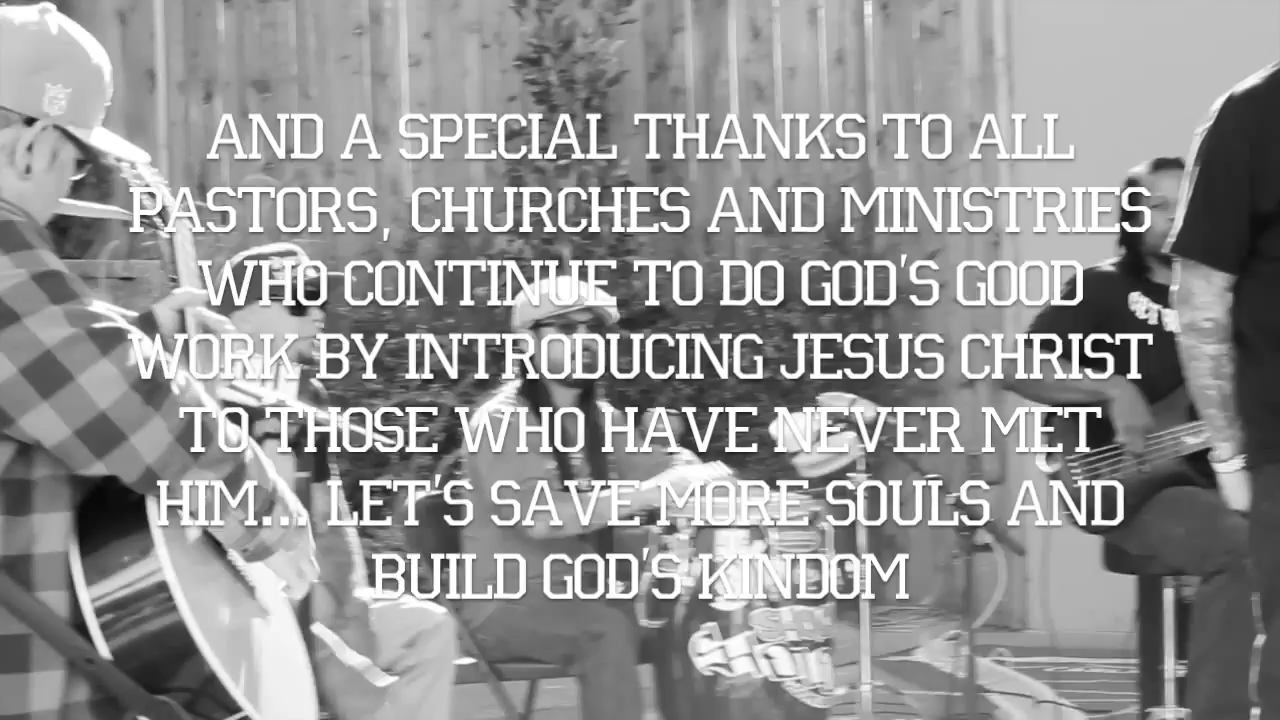 AND A SPECIAL THANKS TO ALL
PASTORS, CHURCHES AND MINISTRIES
WHO CONTINUE TO DO GOD'S GOOD
WORK BY INTRODUCING JESUS CHRIST
TO THOSE WHO HAVE NEVER MET
HIM... LET'S SAVE MORE SOULS AND
BUILD GOD'S KINDOM